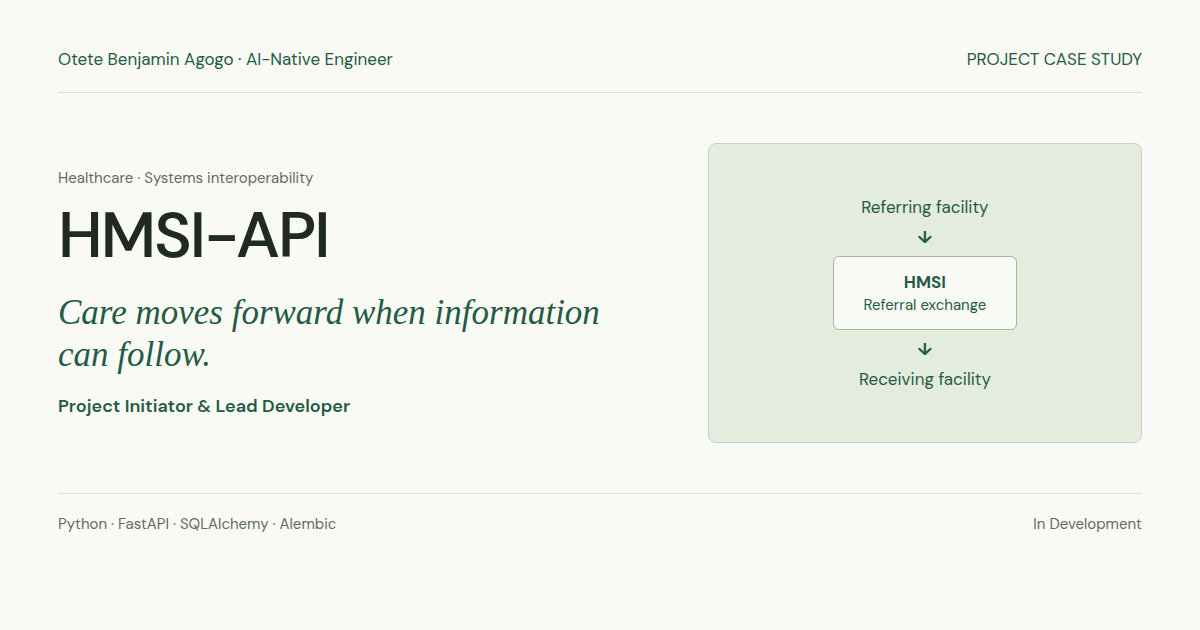 Otete Benjamin Agogo · AI-Native Engineer
PROJECT CASE STUDY
Healthcare · Systems interoperability
HMSI-API
Care moves forward when information
can follow.
Project Initiator & Lead Developer
Referring facility
↓
HMSI
Referral exchange
↓
Receiving facility
Python · FastAPI · SQLAlchemy · Alembic
In Development